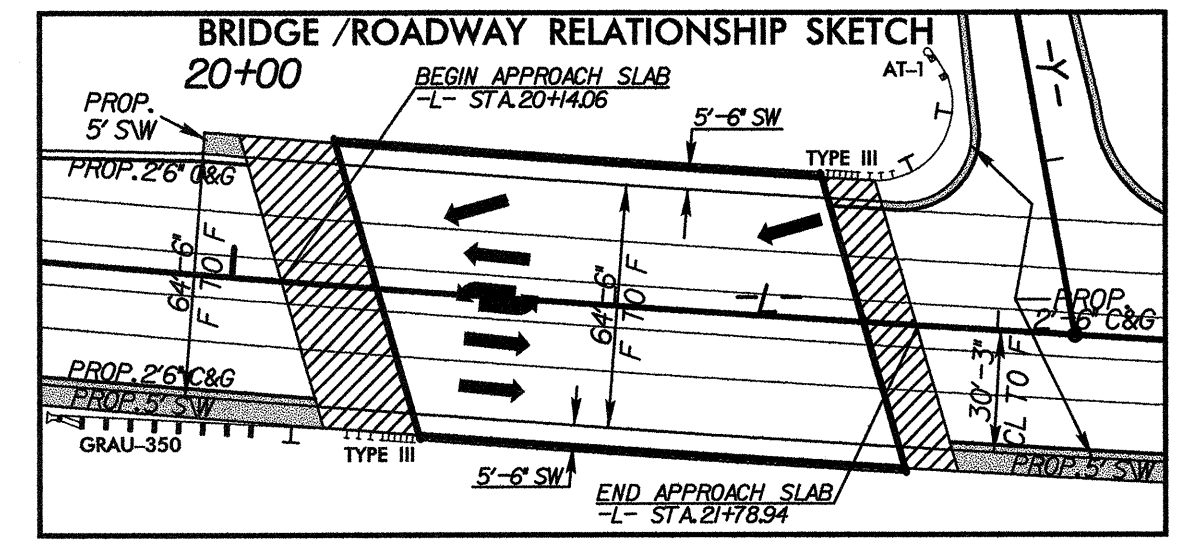 BRIDGE /ROADWAY RELATIONSHIP SKETCH
20+00
BEGIN APPROACH SLAB
-L- STA.20+14.06
AT-1
-Y-
PROP.
5' S\W
5'-6" SW
TYPE III
PROP.2'6" C&G
64'-6"
F TO F
64'-6"
F TO F
-L-
PROP.
2'-6" C&G
30'-3"
CL TO F
PROP.2'6" C&G
PROP.5' S\W
GRAU-350
TYPE III
5'-6" SW
PROP.5' S\W
END APPROACH SLAB
-L- STA.21+78.94